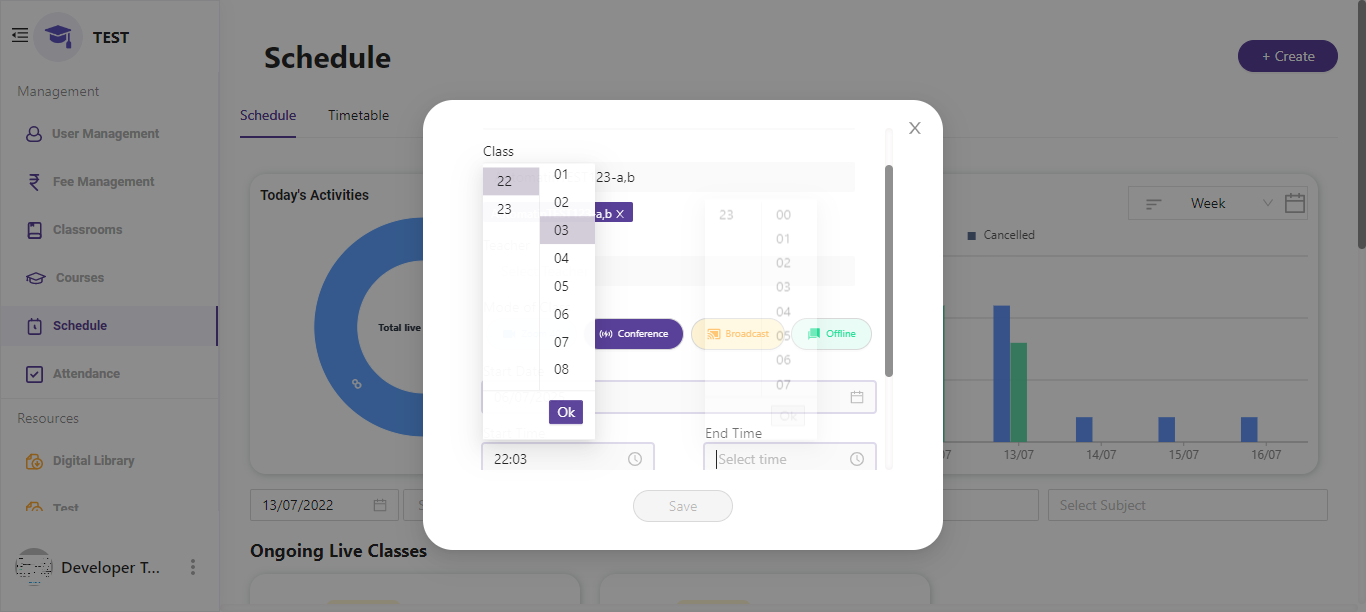 TEST
Management
User Management
Fee Management
Classrooms
Courses
Schedule
Attendance
Resources
Digital Library
Test
Developer T...
Schedule
+ Create
Schedule
Timetable
Today's Activities
Total live
8
Week
Cancelled
07
13/07
14/07
15/07
16/07
13/07/2022
Select Subject
Ongoing Live Classes
X
Class
23-a,b
a,b X
22
23
01
02
03
04
05
06
07
08
Ok
23
00
01
02
03
04
05
06
07
Ok
Conference
Broadcast
Offline
End Time
22:03
Select time
Save